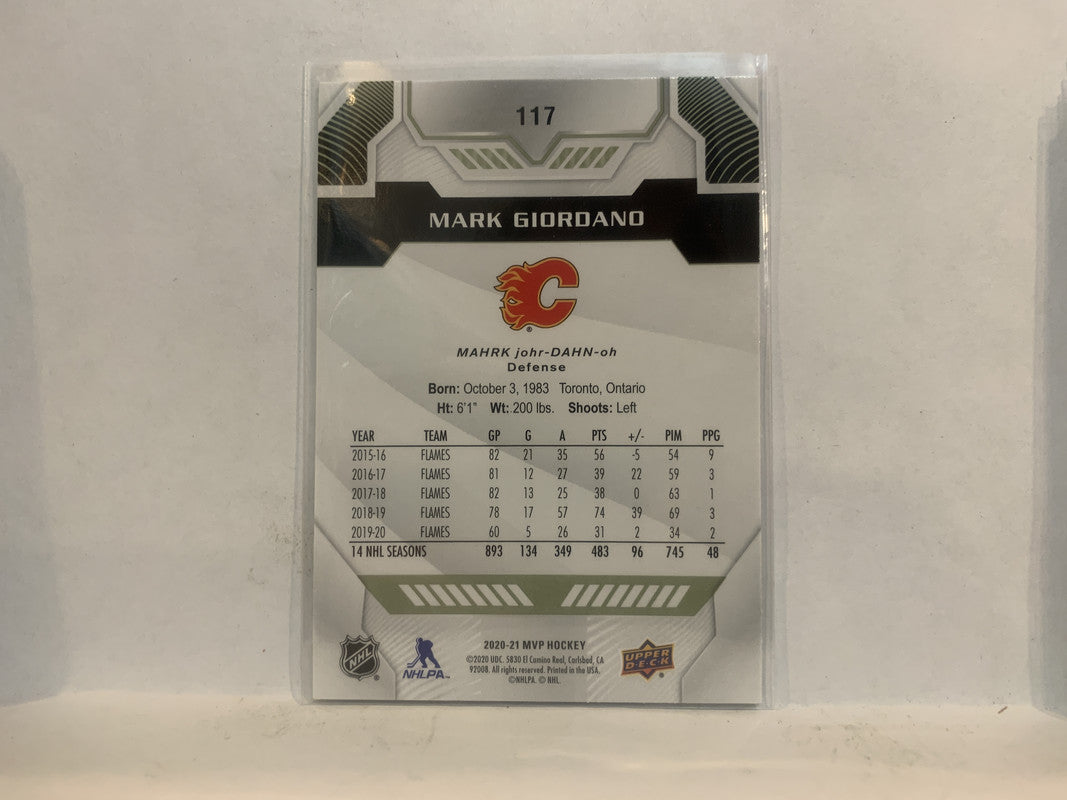 117
MARK GIORDANO
C
®
MAHRK johr-DAHN-oh
Defense
Born: October 3, 1983 Toronto, Ontario
Ht: 6'1" Wt: 200 lbs. Shoots: Left
YEAR TEAM GP G A PTS +/- PIM PPG
2015-16 FLAMES 82 21 35 56 -5 54 9
2016-17 FLAMES 81 12 27 39 22 59 3
2017-18 FLAMES 82 13 25 38 0 63 1
2018-19 FLAMES 78 17 57 74 39 69 3
2019-20 FLAMES 60 5 26 31 2 34 2
14 NHL SEASONS 893 134 349 483 96 745 48
2020-21 MVP HOCKEY
©2020 UDC. 5830 El Camino Real, Carlsbad, CA
92008. All rights reserved. Printed in the USA.
©NHLPA. © NHL.
NHL
NHLPA™
UPPER
DECK